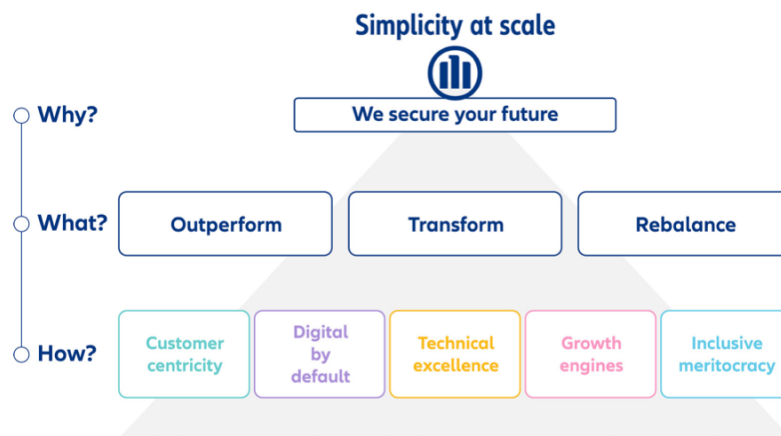 Simplicity at scale
Why?
We secure your future
What?
Outperform
Transform
Rebalance
How?
Customer
centricity
Digital
by
default
Technical
excellence
Growth
engines
Inclusive
meritocracy